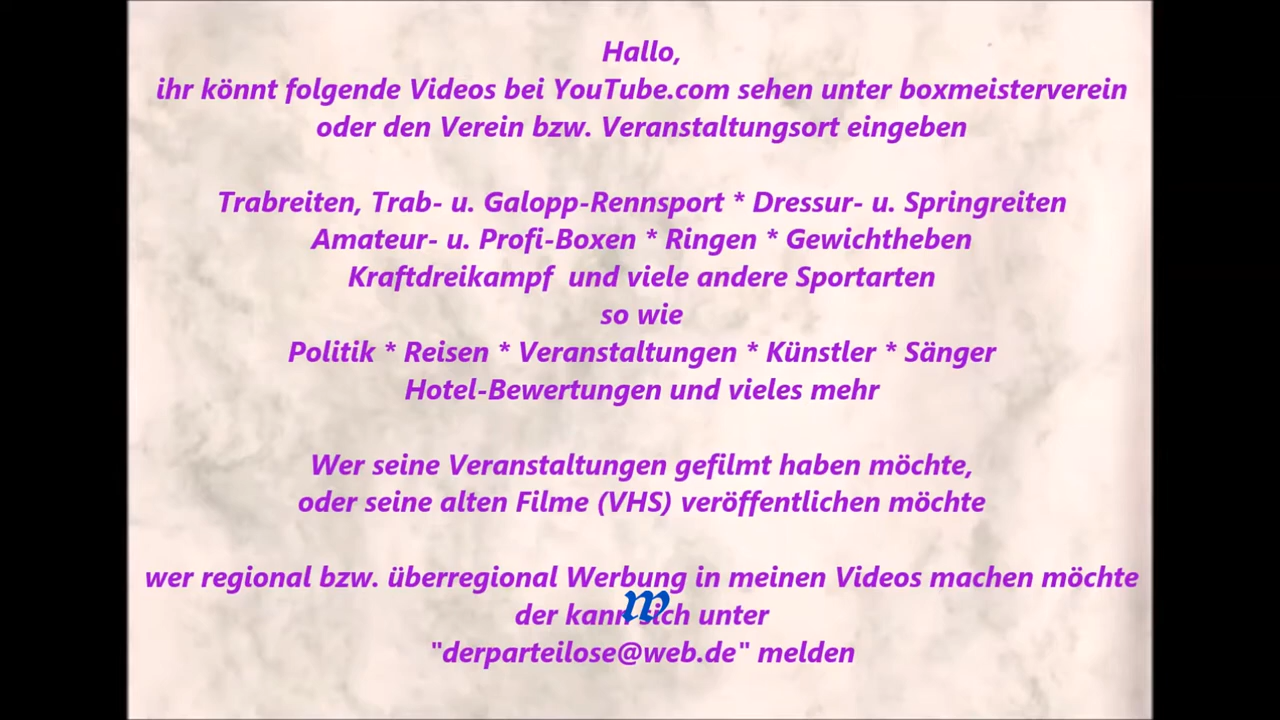 Hallo,
ihr könnt folgende Videos bei YouTube.com sehen unter boxmeisterverein
oder den Verein bzw. Veranstaltungsort eingeben
Trabreiten, Trab- u. Galopp-Rennsport * Dressur- u. Springreiten
Amateur- u. Profi-Boxen * Ringen * Gewichtheben
Kraftdreikampf und viele andere Sportarten
so wie
Politik * Reisen * Veranstaltungen * Künstler * Sänger
Hotel-Bewertungen und vieles mehr
Wer seine Veranstaltungen gefilmt haben möchte,
oder seine alten Filme (VHS) veröffentlichen möchte
wer regional bzw. überregional Werbung in meinen Videos machen möchte
der kann sich unter
"derparteilose@web.de" melden